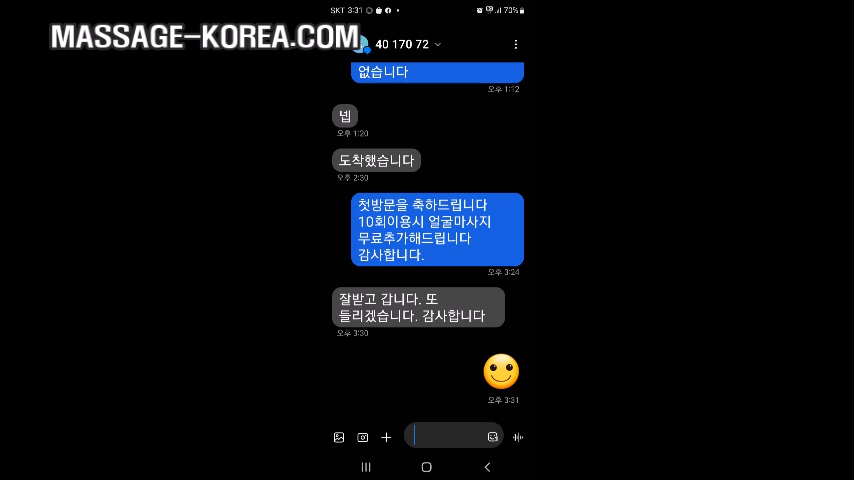 SKT 3:31
70%
MASSAGE-KOREA.COM
40 170 72
없습니다
오후 1:12
넵
오후 1:20
도착했습니다
오후 2:30
첫방문을 축하드립니다
10회이용시 얼굴마사지
무료추가해드립니다
감사합니다.
오후 3:24
잘받고 갑니다. 또
들리겠습니다. 감사합니다
오후 3:30
오후 3:31